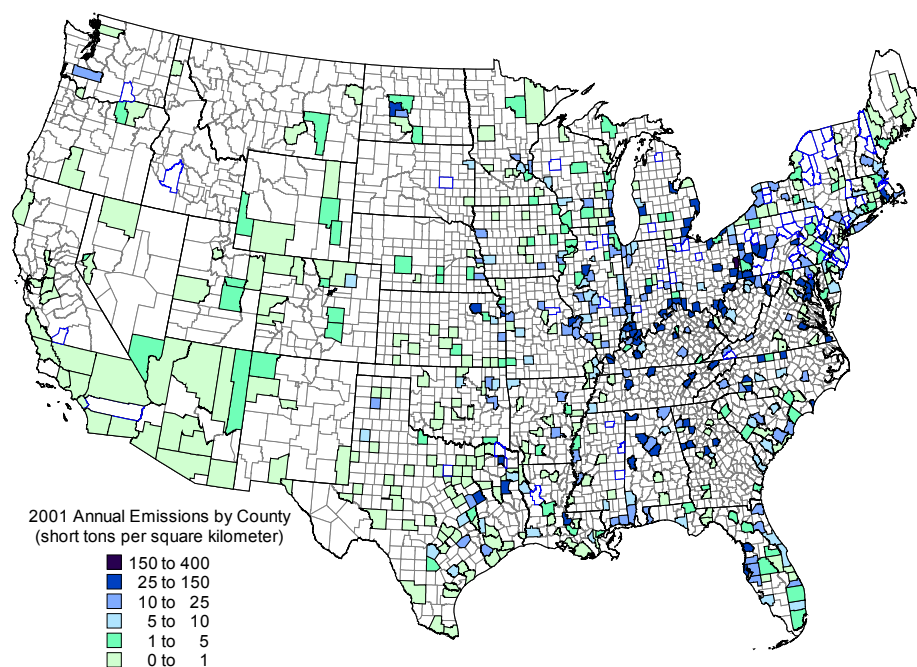 2001 Annual Emissions by County
(short tons per square kilometer)
150 to 400
25 to 150
10 to 25
5 to 10
1 to 5
0 to 1